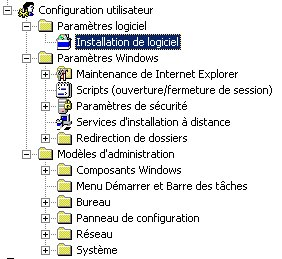 Configuration utilisateur
Paramètres logiciel
Installation de logiciel
Paramètres Windows
Maintenance de Internet Explorer
Scripts (ouverture/fermeture de session)
Paramètres de sécurité
Services d'installation à distance
Redirection de dossiers
Modèles d'administration
Composants Windows
Menu Démarrer et Barre des tâches
Bureau
Panneau de configuration
Réseau
Système